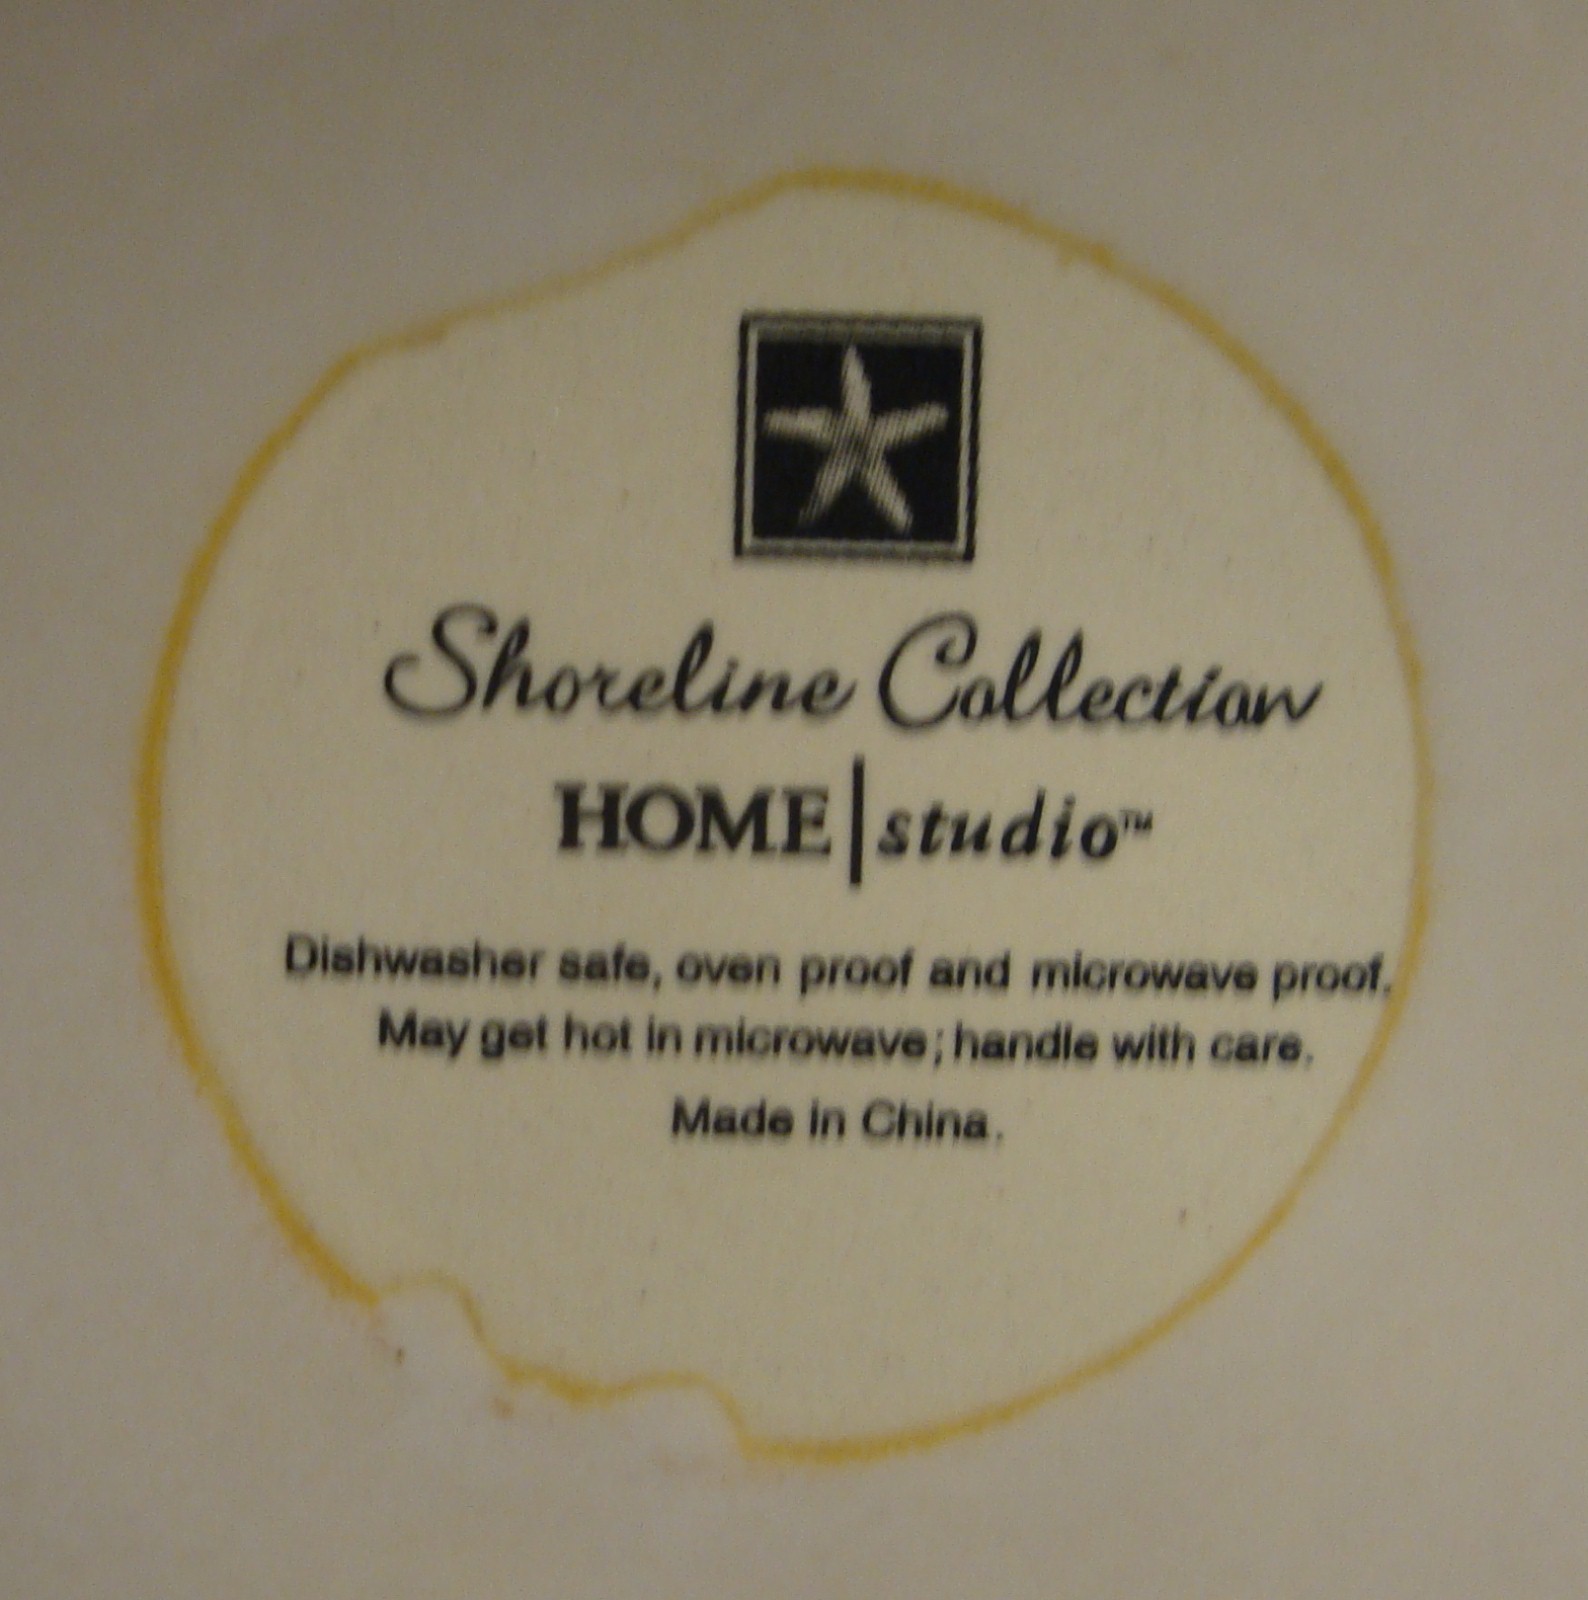 Shoreline Collection
HOME|studio™
Dishwasher safe, oven proof and microwave proof.
May get hot in microwave; handle with care.
Made in China.